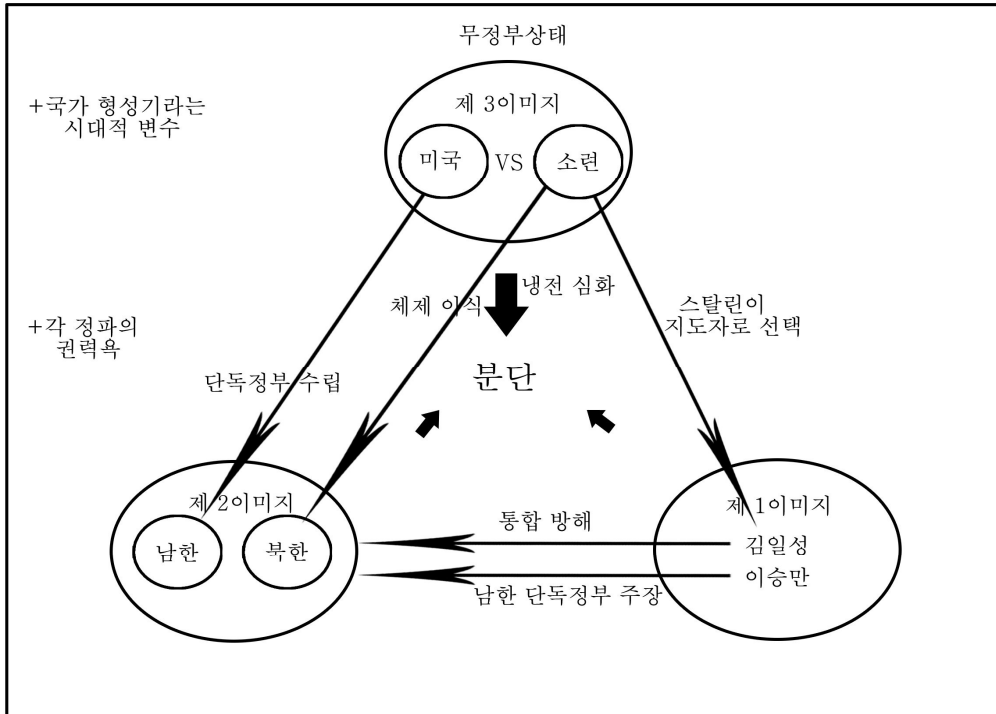 무정부상태
+국가 형성기라는
시대적 변수
제 3이미지
미국 VS 소련
냉전 심화
체제 이식
스탈린이
지도자로 선택
+각 정파의
권력욕
단독정부 수립
분단
제 2이미지
남한 북한
제 1이미지
통합 방해
김일성
이승만
남한 단독정부 주장